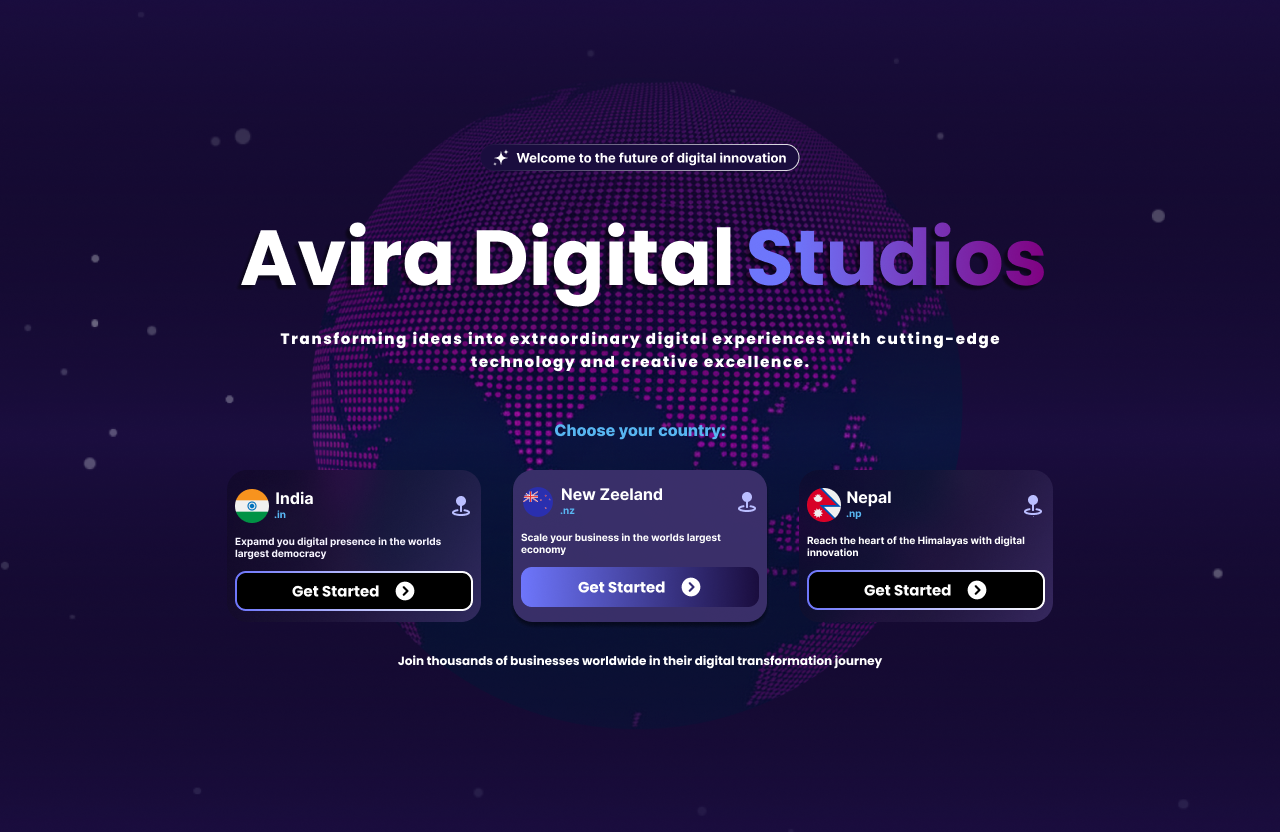 Welcome to the future of digital innovation
Avira Digital Studios
Transforming ideas into extraordinary digital experiences with cutting-edge
technology and creative excellence.
Choose your country:
India
.in
Expamd you digital presence in the worlds
largest democracy
Get Started
New Zeeland
.nz
Scale your business in the worlds largest
economy
Get Started
Nepal
.np
Reach the heart of the Himalayas with digital
innovation
Get Started
Join thousands of businesses worldwide in their digital transformation journey